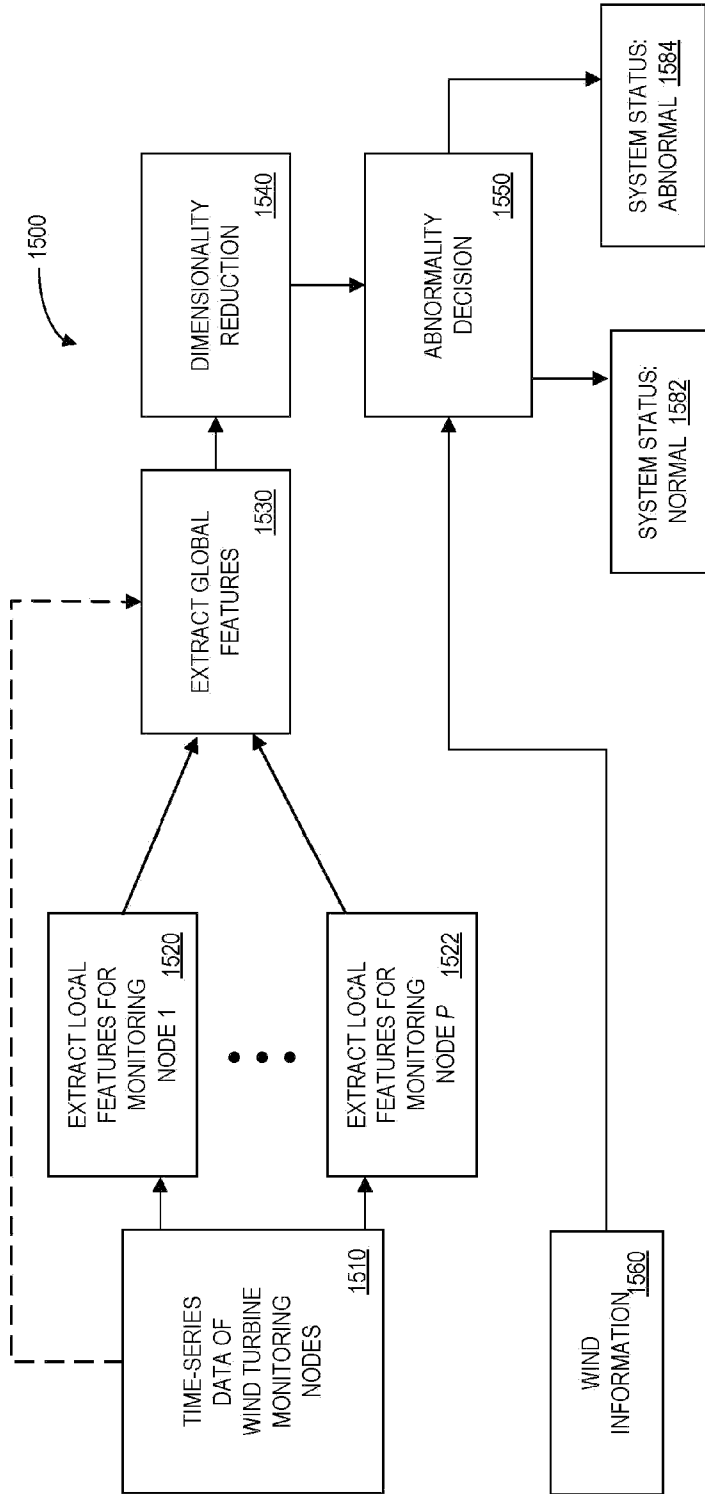 1500
TIME-SERIES
DATA OF
WIND TURBINE
MONITORING
NODES
1510
EXTRACT LOCAL
FEATURES FOR
MONITORING
NODE 1
1520
EXTRACT LOCAL
FEATURES FOR
MONITORING
NODE P
1522
EXTRACT GLOBAL
FEATURES
1530
DIMENSIONALITY
REDUCTION
1540
ABNORMALITY
DECISION
1550
WIND
INFORMATION
1560
SYSTEM STATUS:
NORMAL 1582
SYSTEM STATUS:
ABNORMAL 1584